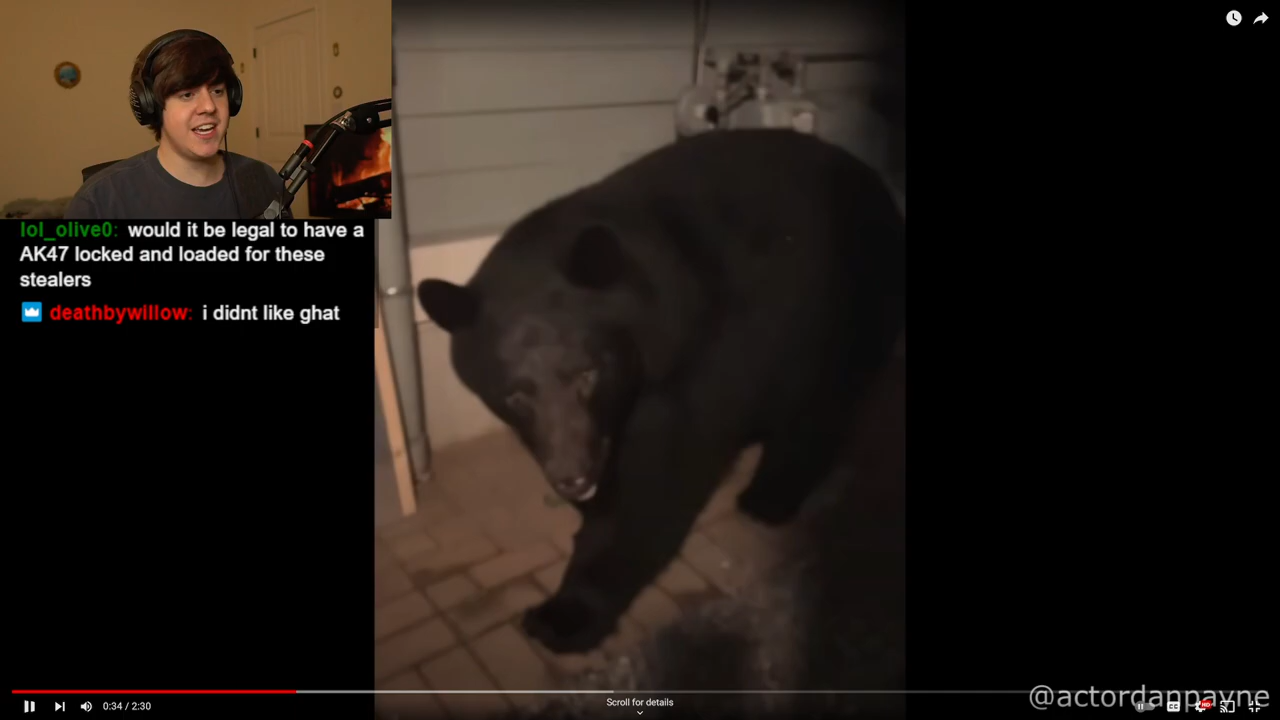 lol_olive0: would it be legal to have a
AK47 locked and loaded for these
stealers
deathbywillow: i didnt like ghat
0:34 / 2:30
Scroll for details
@actordanpayne